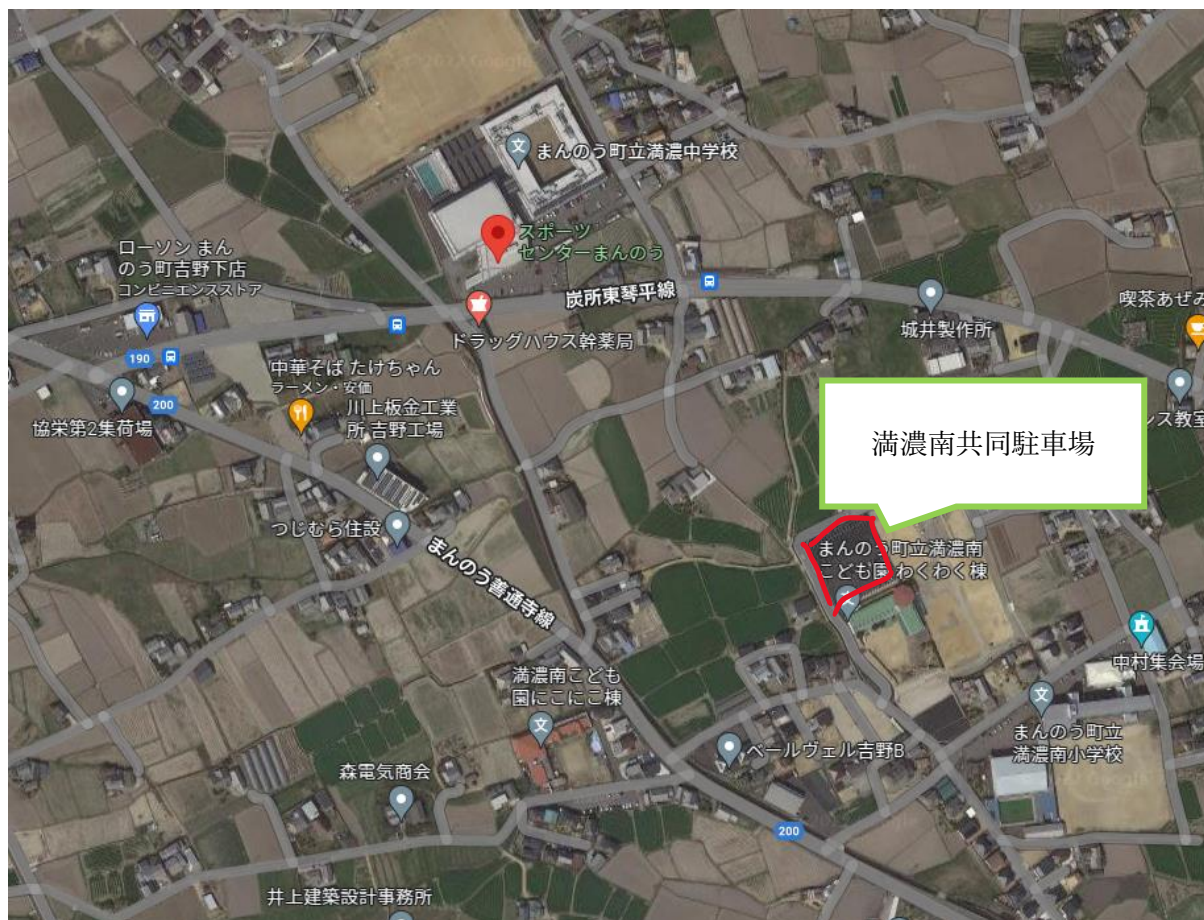 まんのう町立満濃中学校
スポーツ
センターまんのう
ローソン まん
のう町吉野下店
コンビニエンスストア
炭所東琴平線
喫茶あぜみ
城井製作所
ドラッグハウス幹薬局
190
中華そば たけちゃん
ラーメン・安価
200
川上板金工業
所 吉野工場
協栄第2集荷場
ンス教室
満濃南共同駐車場
つじむら住設
まんのう善通寺線
まんのう町立満濃南
こども園 わくわく棟
中村集会場
満濃南こども
園にこにこ棟
まんのう町立
満濃南小学校
ベールヴェル吉野B
森電気商会
200
井上建築設計事務所